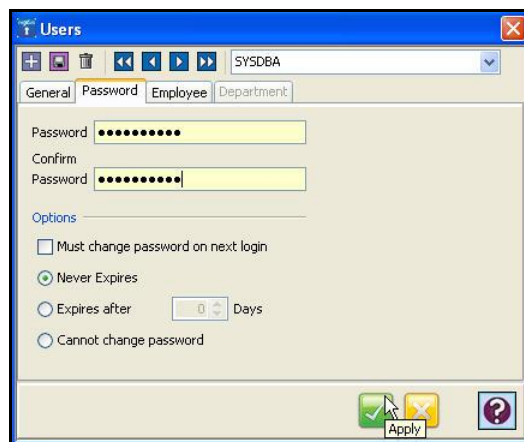 Users
SYSDBA
General Password Employee Department
Password ●●●●●●●●●●
Confirm
Password ●●●●●●●●●●
Options
Must change password on next login
Never Expires
Expires after 0 Days
Cannot change password
?
Apply